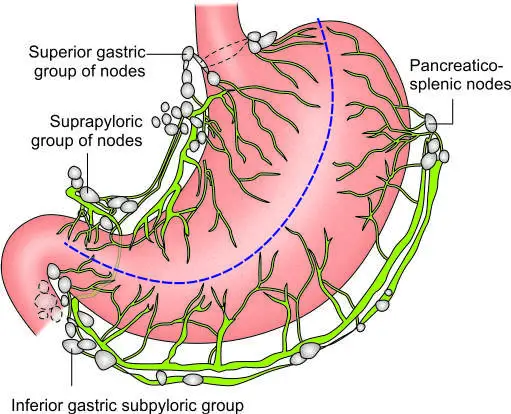 Superior gastric
group of nodes
Pancreatico-
splenic nodes
Suprapyloric
group of nodes
Inferior gastric subpyloric group